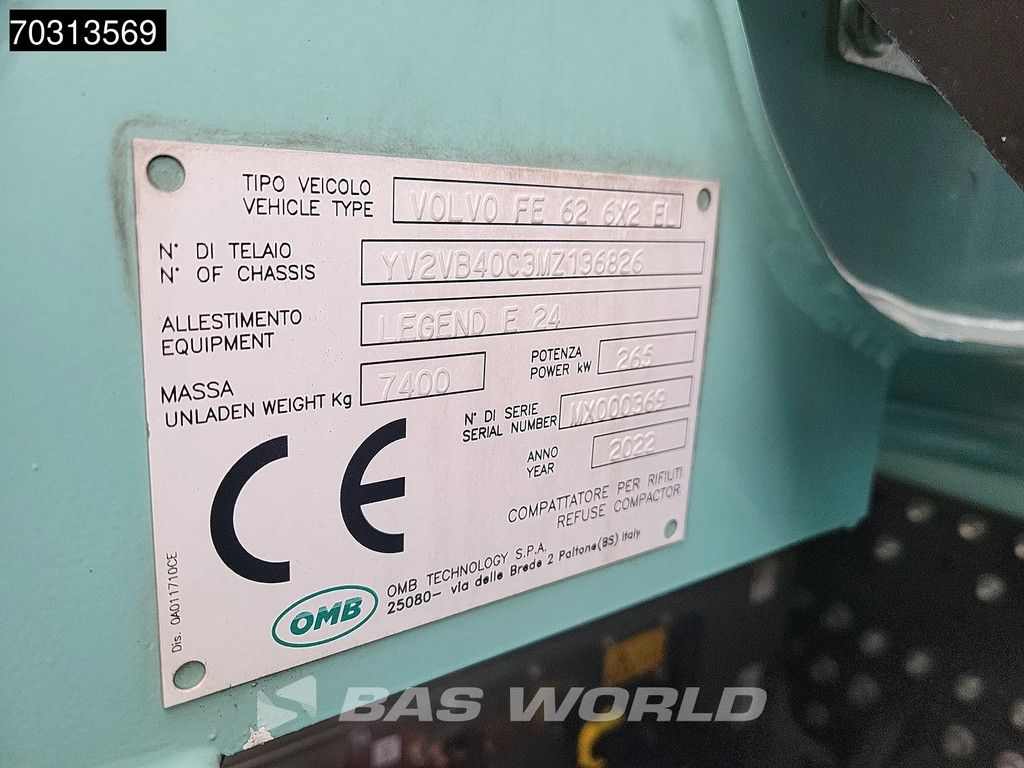 70313569
TIPO VEICOLO
VEHICLE TYPE
VOLVO FE 62 6X2 EL
N° DI TELAIO
N° OF CHASSIS
YV2VB40C3MZ136826
ALLESTIMENTO
EQUIPMENT
LEGEND E 24
MASSA
UNLADEN WEIGHT Kg
7400
POTENZA
POWER kW
265
N° DI SERIE
SERIAL NUMBER
MX000369
ANNO
YEAR
2022
COMPATTATORE PER RIFIUTI
REFUSE COMPACTOR
CE
Dis. 0A011710CE
OMB
OMB TECHNOLOGY S.P.A.
25080- via delle Brede 2 Paitone(BS) Italy
BAS WORLD